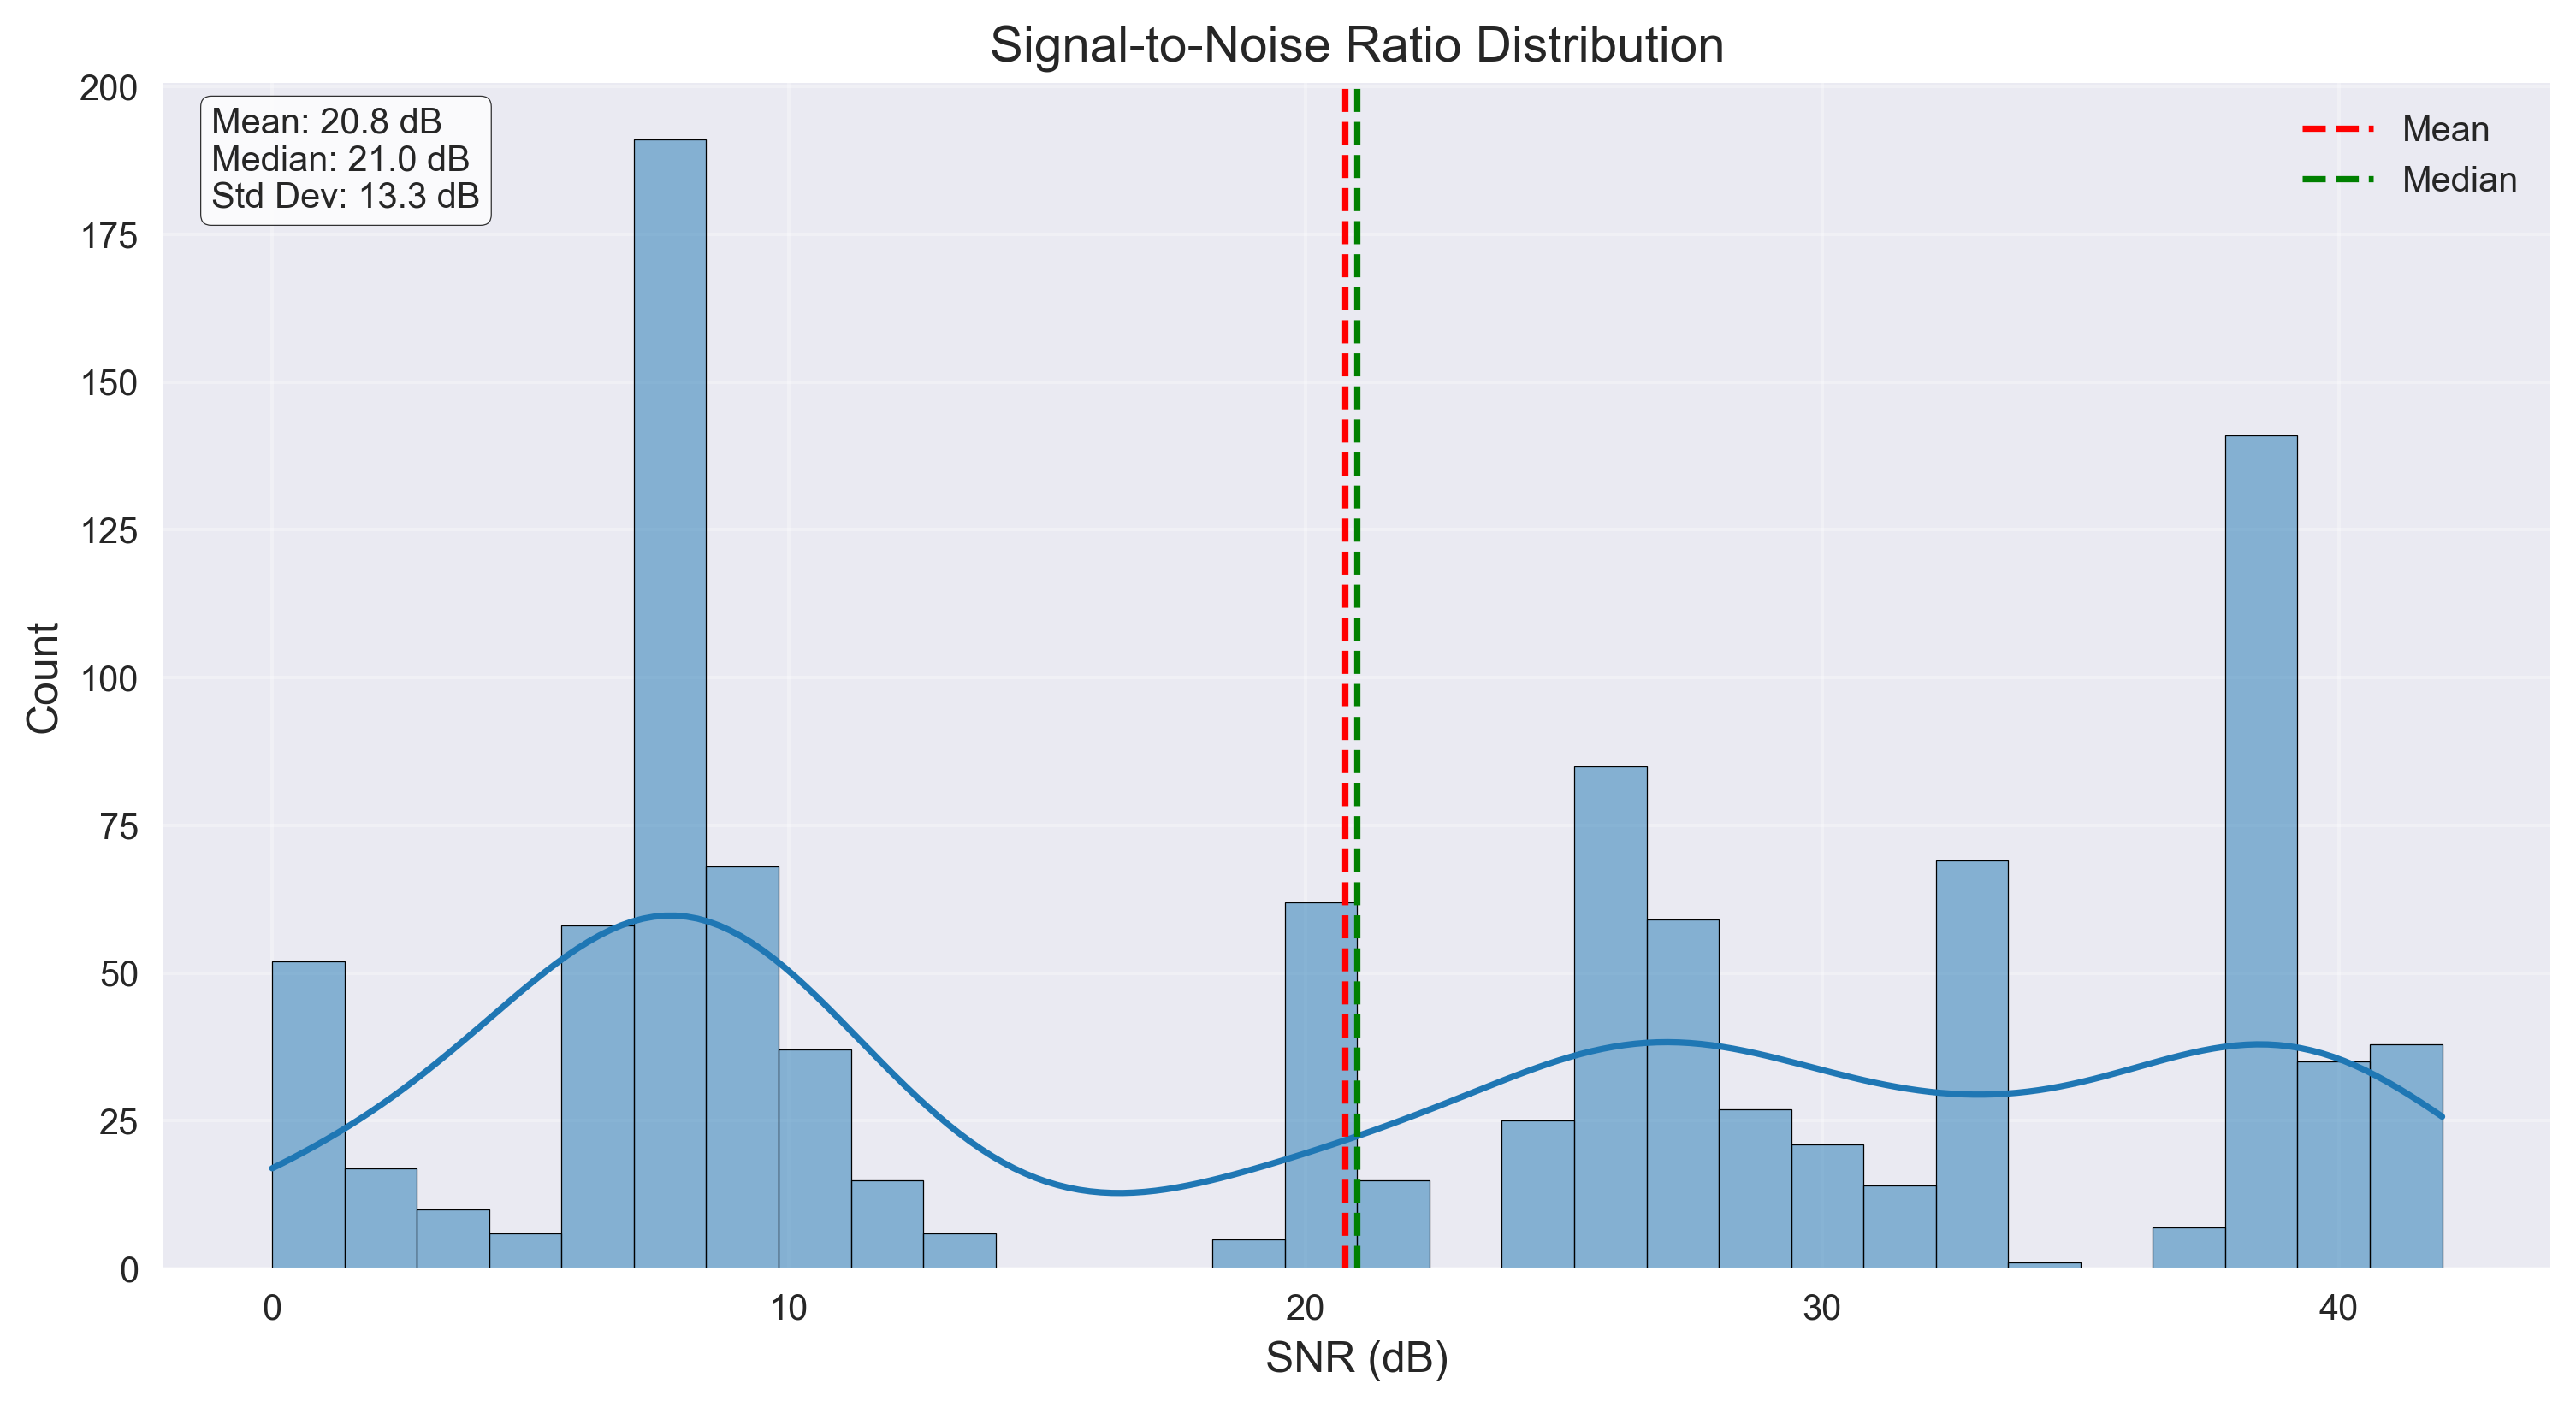 Signal-to-Noise Ratio Distribution
Mean: 20.8 dB
Median: 21.0 dB
Std Dev: 13.3 dB
Mean
Median
200
175
150
125
100
75
50
25
0
Count
0 10 20 30 40
SNR (dB)